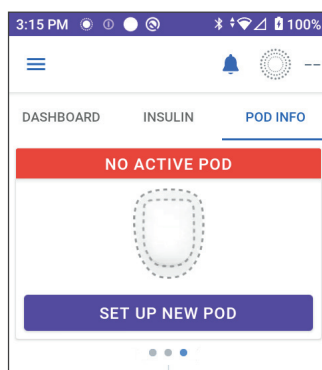 3:15 PM 100%
--
DASHBOARD INSULIN POD INFO
NO ACTIVE POD
SET UP NEW POD